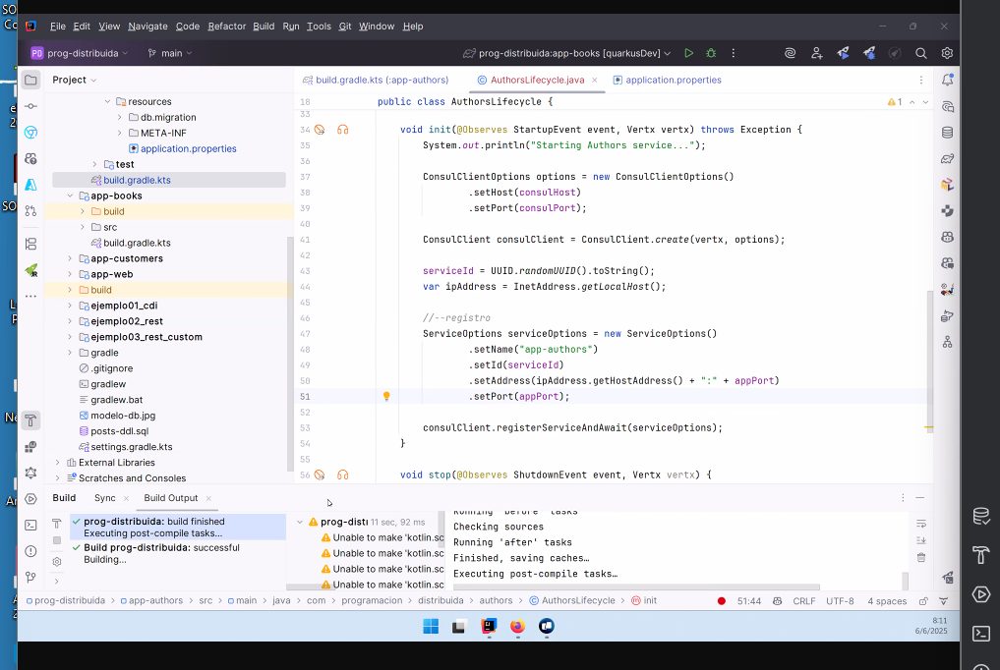 File Edit View Navigate Code Refactor Build Run Tools Git Window Help
PD prog-distribuida main prog-distribuida:app-books [quarkusDev]
Project
build.gradle.kts (:app-authors) AuthorsLifecycle.java application.properties
resources
db.migration
META-INF
application.properties
test
build.gradle.kts
app-books
build
src
build.gradle.kts
app-customers
app-web
build
ejemplo01_cdi
ejemplo02_rest
ejemplo03_rest_custom
gradle
.gitignore
gradlew
gradlew.bat
modelo-db.jpg
posts-ddl.sql
settings.gradle.kts
External Libraries
Scratches and Consoles
18 public class AuthorsLifecycle { 1
33
34 void init(@Observes StartupEvent event, Vertx vertx) throws Exception {
35 System.out.println("Starting Authors service...");
36
37 ConsulClientOptions options = new ConsulClientOptions()
38 .setHost(consulHost)
39 .setPort(consulPort);
40
41 ConsulClient consulClient = ConsulClient.create(vertx, options);
42
43 serviceId = UUID.randomUUID().toString();
44 var ipAddress = InetAddress.getLocalHost();
45
46 //--registro
47 ServiceOptions serviceOptions = new ServiceOptions()
48 .setName("app-authors")
49 .setId(serviceId)
50 .setAddress(ipAddress.getHostAddress() + ":" + appPort)
51 .setPort(appPort);
52
53 consulClient.registerServiceAndAwait(serviceOptions);
54 }
55
56 void stop(@Observes ShutdownEvent event, Vertx vertx) {
Build Sync Build Output
prog-distribuida: build finished
Executing post-compile tasks...
Build prog-distribuida: successful
Building...
prog-distri 11 sec, 92 ms
Unable to make 'kotlin.sc
Unable to make 'kotlin.sc
Unable to make 'kotlin.sc
Unable to make 'kotlin.sc
Running 'before' tasks
Checking sources
Running 'after' tasks
Finished, saving caches…
Executing post-compile tasks…
prog-distribuida > app-authors > src > main > java > com > programacion > distribuida > authors > AuthorsLifecycle > init 51:44 CRLF UTF-8 4 spaces
8:11
6/6/2025